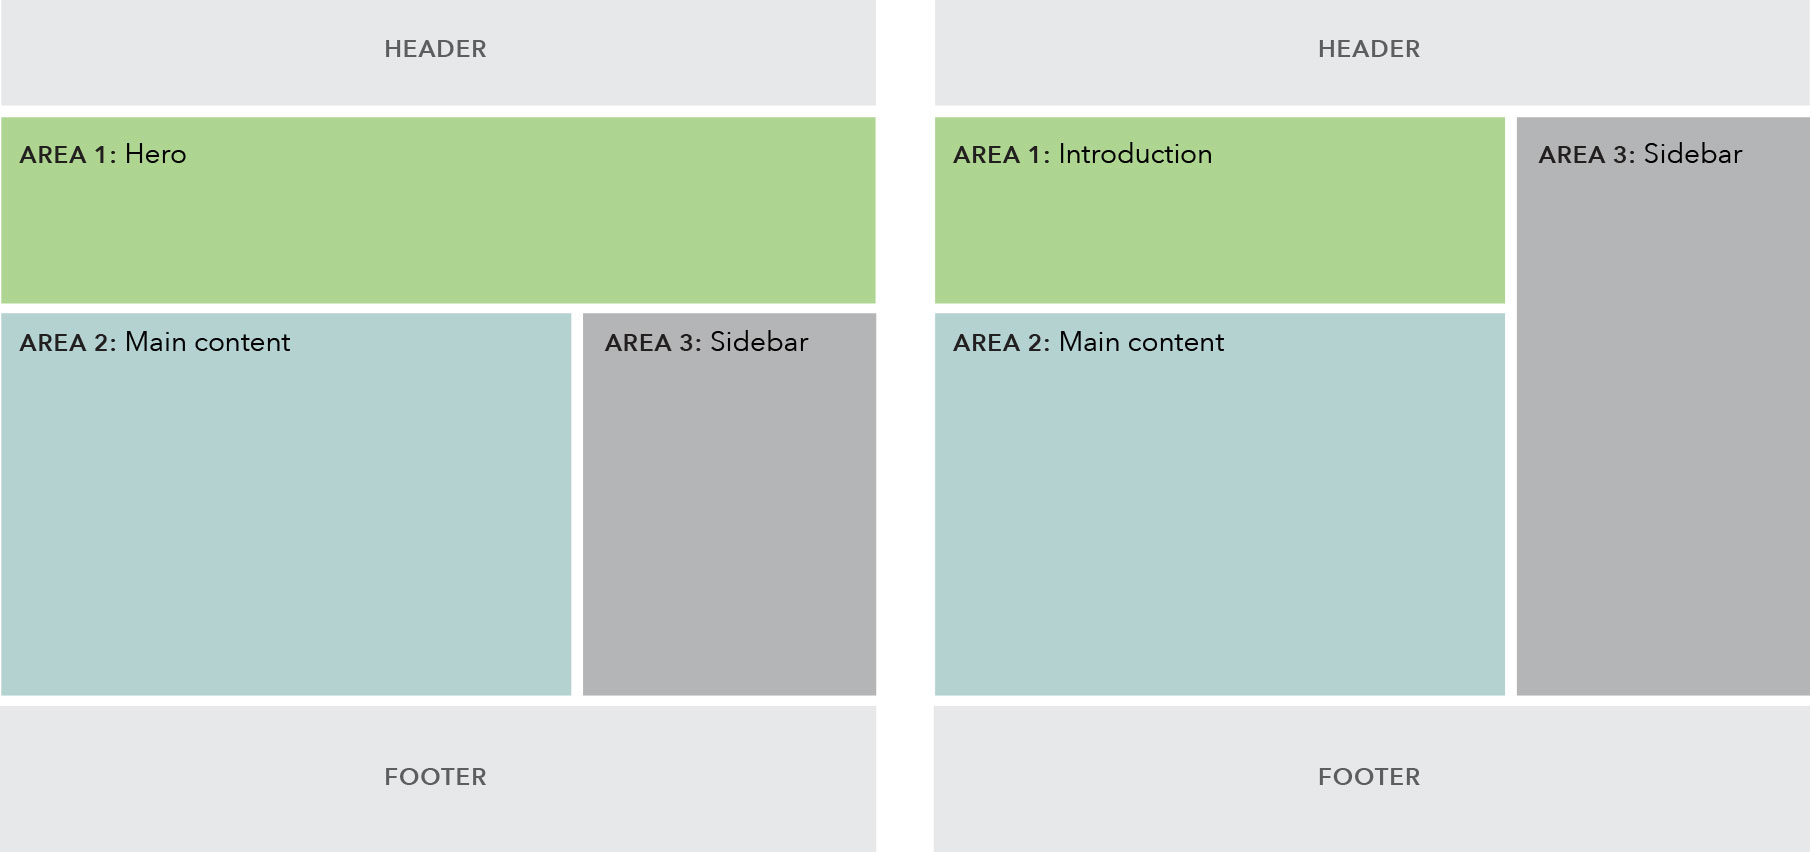 HEADER
AREA 1: Hero
AREA 2: Main content
AREA 3: Sidebar
FOOTER
HEADER
AREA 1: Introduction
AREA 3: Sidebar
AREA 2: Main content
FOOTER